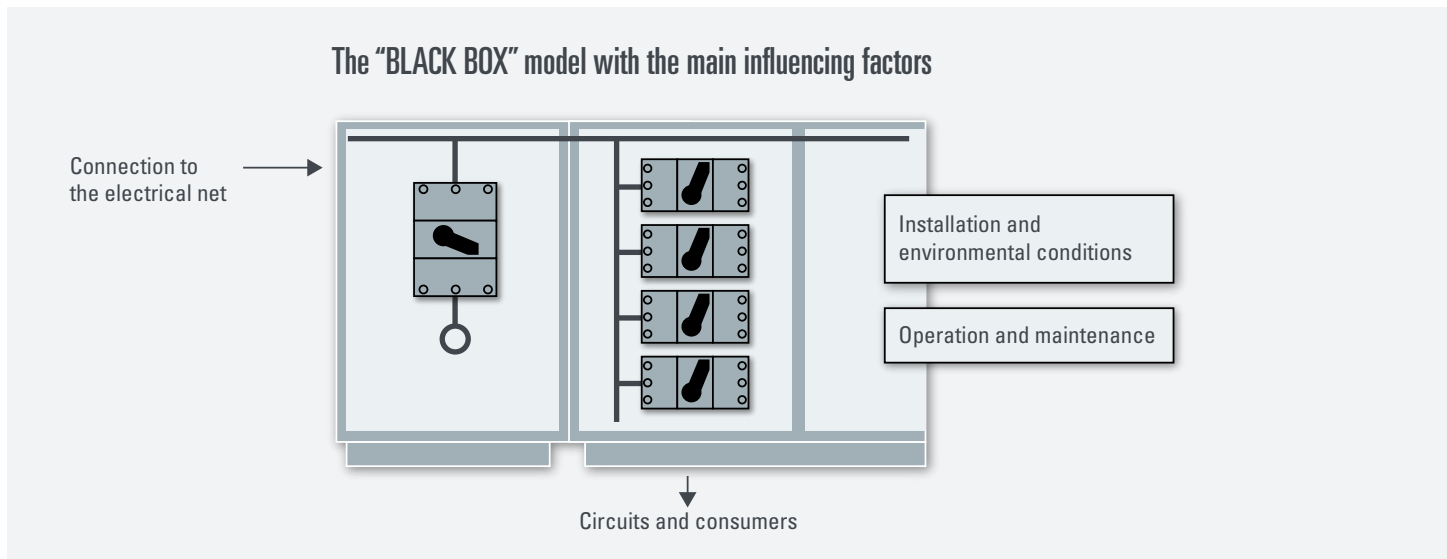 The “BLACK BOX” model with the main influencing factors
Connection to
the electrical net
Installation and
environmental conditions
Operation and maintenance
Circuits and consumers